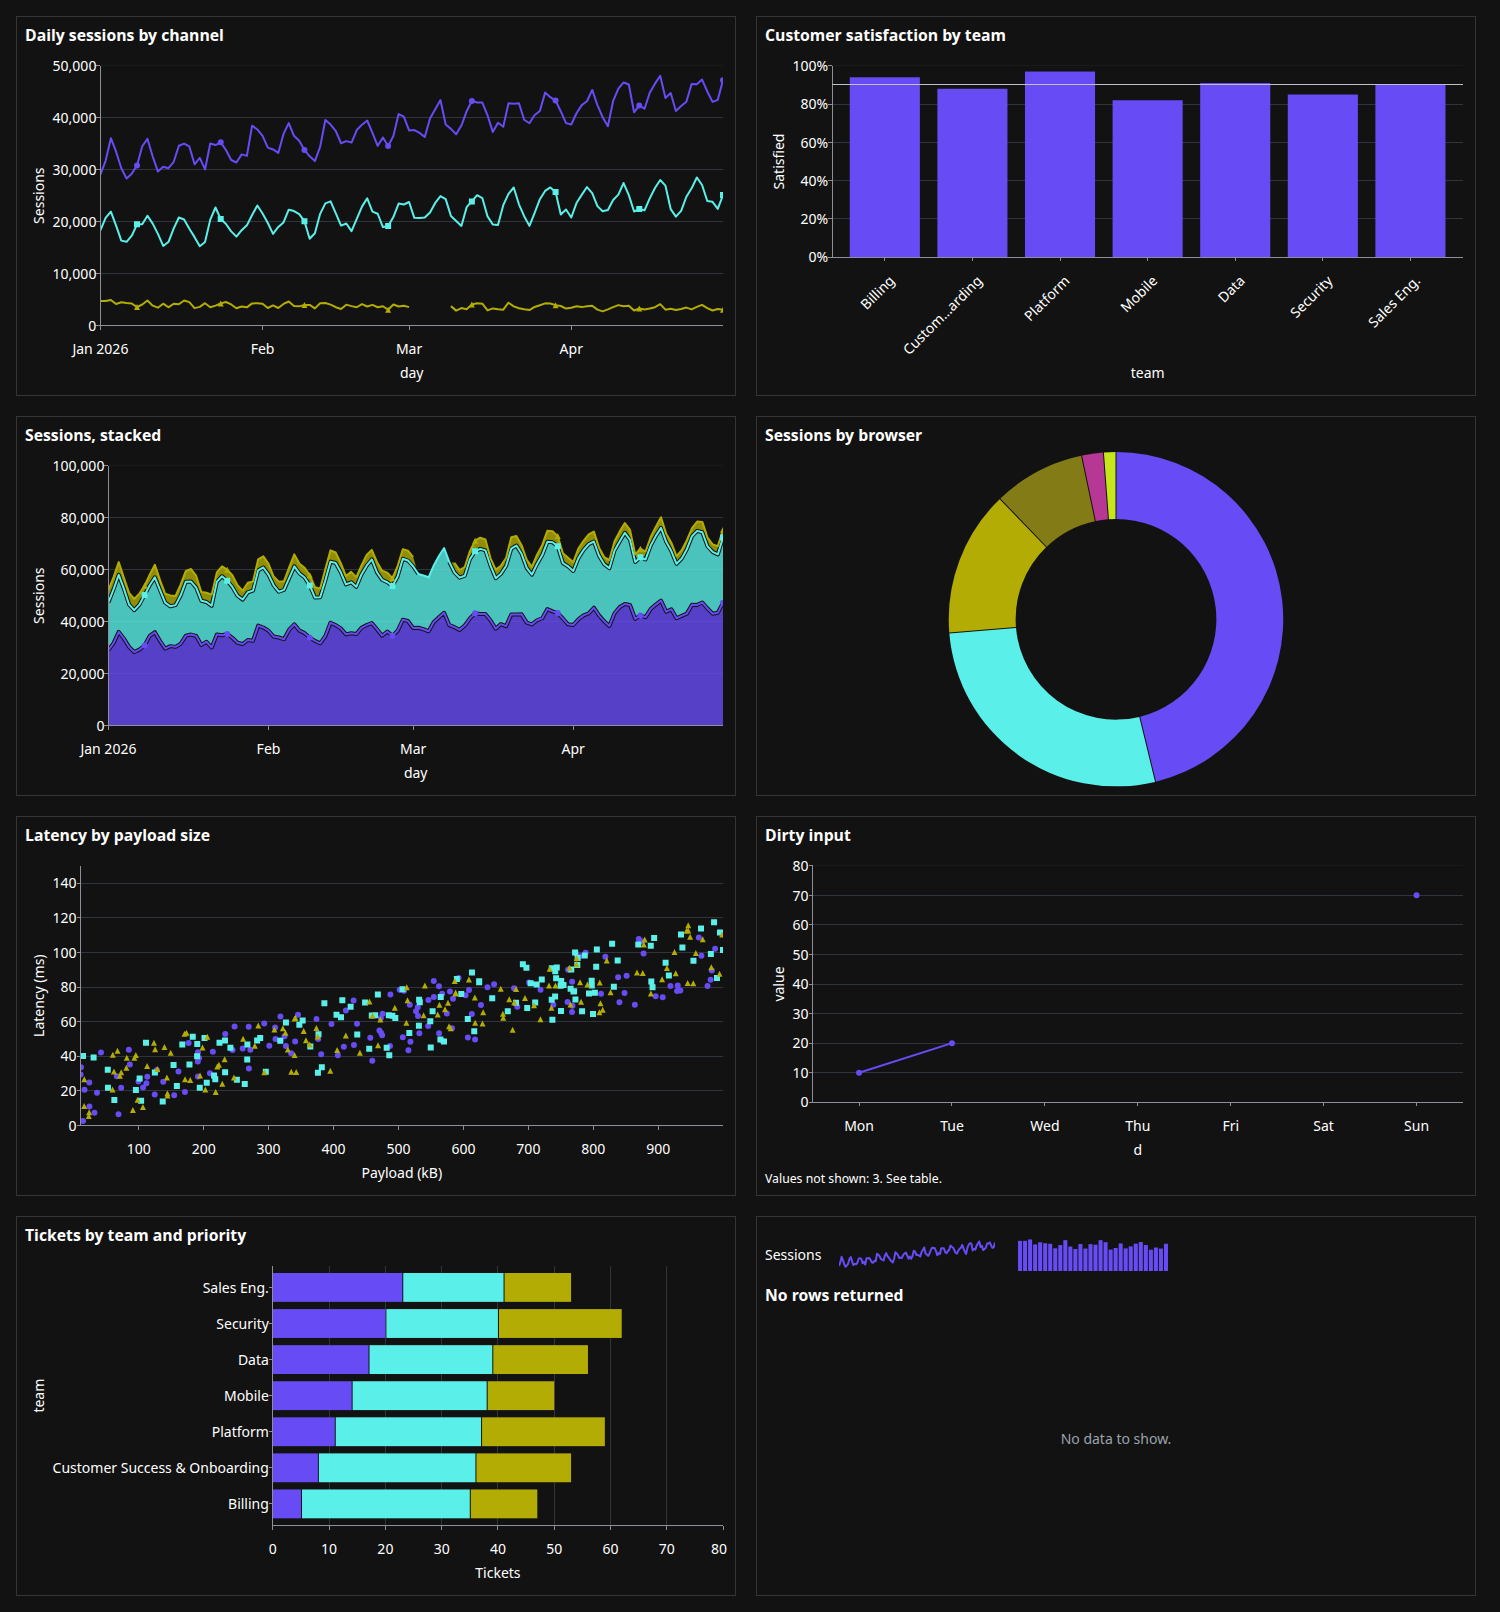 Daily sessions by channel
50,000
40,000
30,000
20,000
10,000
0
Sessions
Jan 2026 Feb Mar Apr
day
Customer satisfaction by team
100%
80%
60%
40%
20%
0%
Satisfied
Billing Custom...arding Platform Mobile Data Security Sales Eng.
team
Sessions, stacked
100,000
80,000
60,000
40,000
20,000
0
Sessions
Jan 2026 Feb Mar Apr
day
Sessions by browser
Latency by payload size
140
120
100
80
60
40
20
0
Latency (ms)
100 200 300 400 500 600 700 800 900
Payload (kB)
Dirty input
80
70
60
50
40
30
20
10
0
value
Mon Tue Wed Thu Fri Sat Sun
d
Values not shown: 3. See table.
Tickets by team and priority
Sales Eng.
Security
Data
Mobile
Platform
Customer Success & Onboarding
Billing
team
0 10 20 30 40 50 60 70 80
Tickets
Sessions
No rows returned
No data to show.